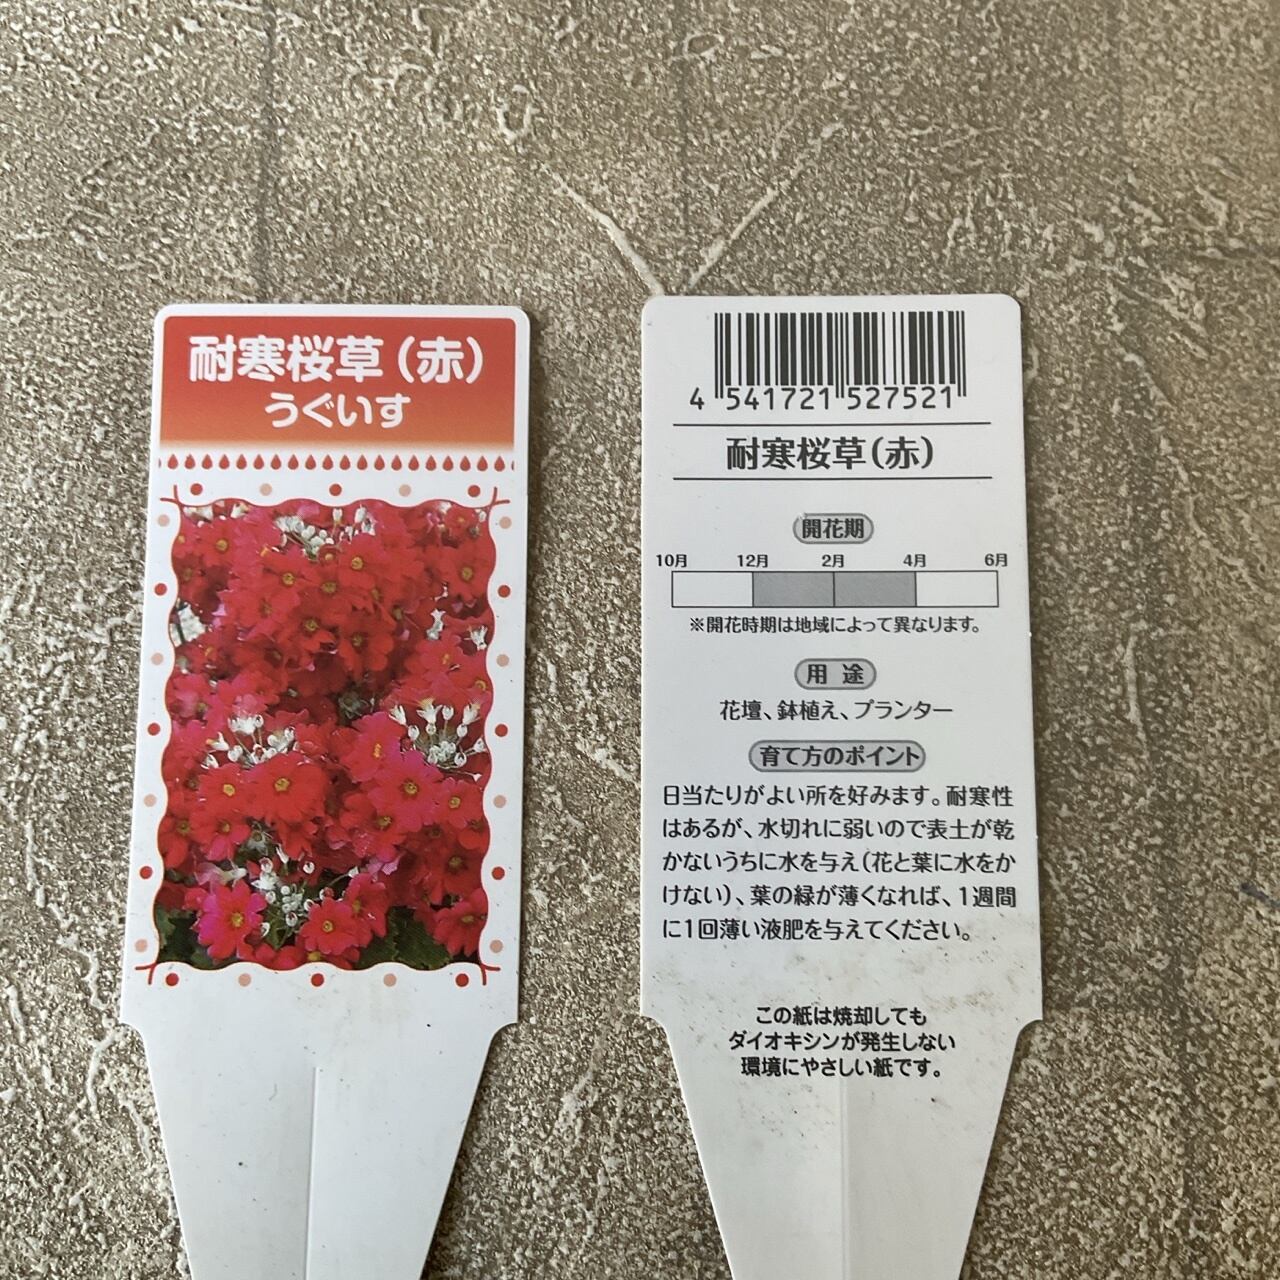 耐寒桜草（赤）
うぐいす
4 541721 527521
耐寒桜草（赤）
開花期
10月 12月 2月 4月 6月
※開花時期は地域によって異なります。
用途
花壇、鉢植え、プランター
育て方のポイント
日当たりがよい所を好みます。耐寒性
はあるが、水切れに弱いので表土が乾
かないうちに水を与え（花と葉に水をか
けない）、葉の緑が薄くなれば、1週間
に1回薄い液肥を与えてください。
この紙は焼却しても
ダイオキシンが発生しない
環境にやさしい紙です。